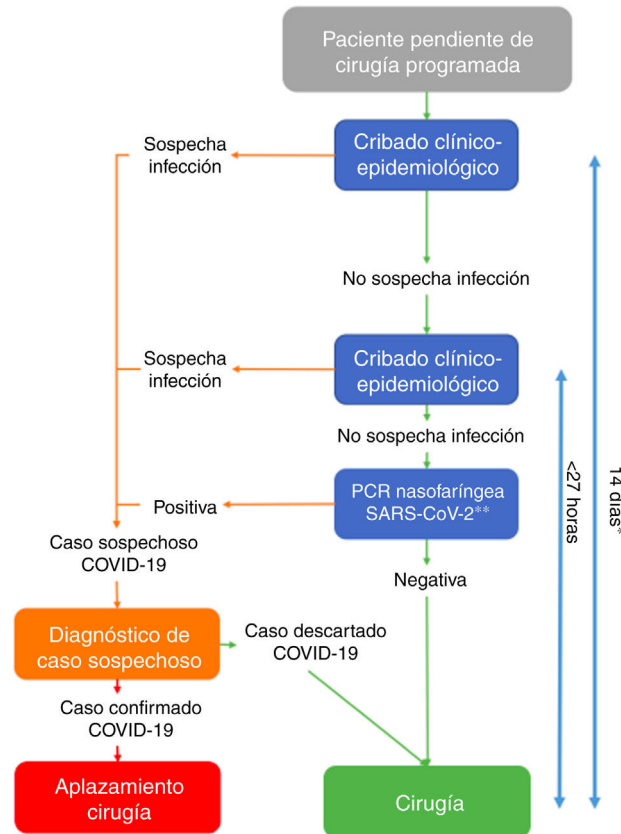 Paciente pendiente de
cirugía programada
Sospecha
infección
Cribado clínico-
epidemiológico
No sospecha infección
Sospecha
infección
Cribado clínico-
epidemiológico
No sospecha infección
Positiva
PCR nasofaríngea
SARS-CoV-2**
<27 horas
14 días*
Caso sospechoso
COVID-19
Negativa
Diagnóstico de
caso sospechoso
Caso descartado
COVID-19
Caso confirmado
COVID-19
Aplazamiento
cirugía
Cirugía